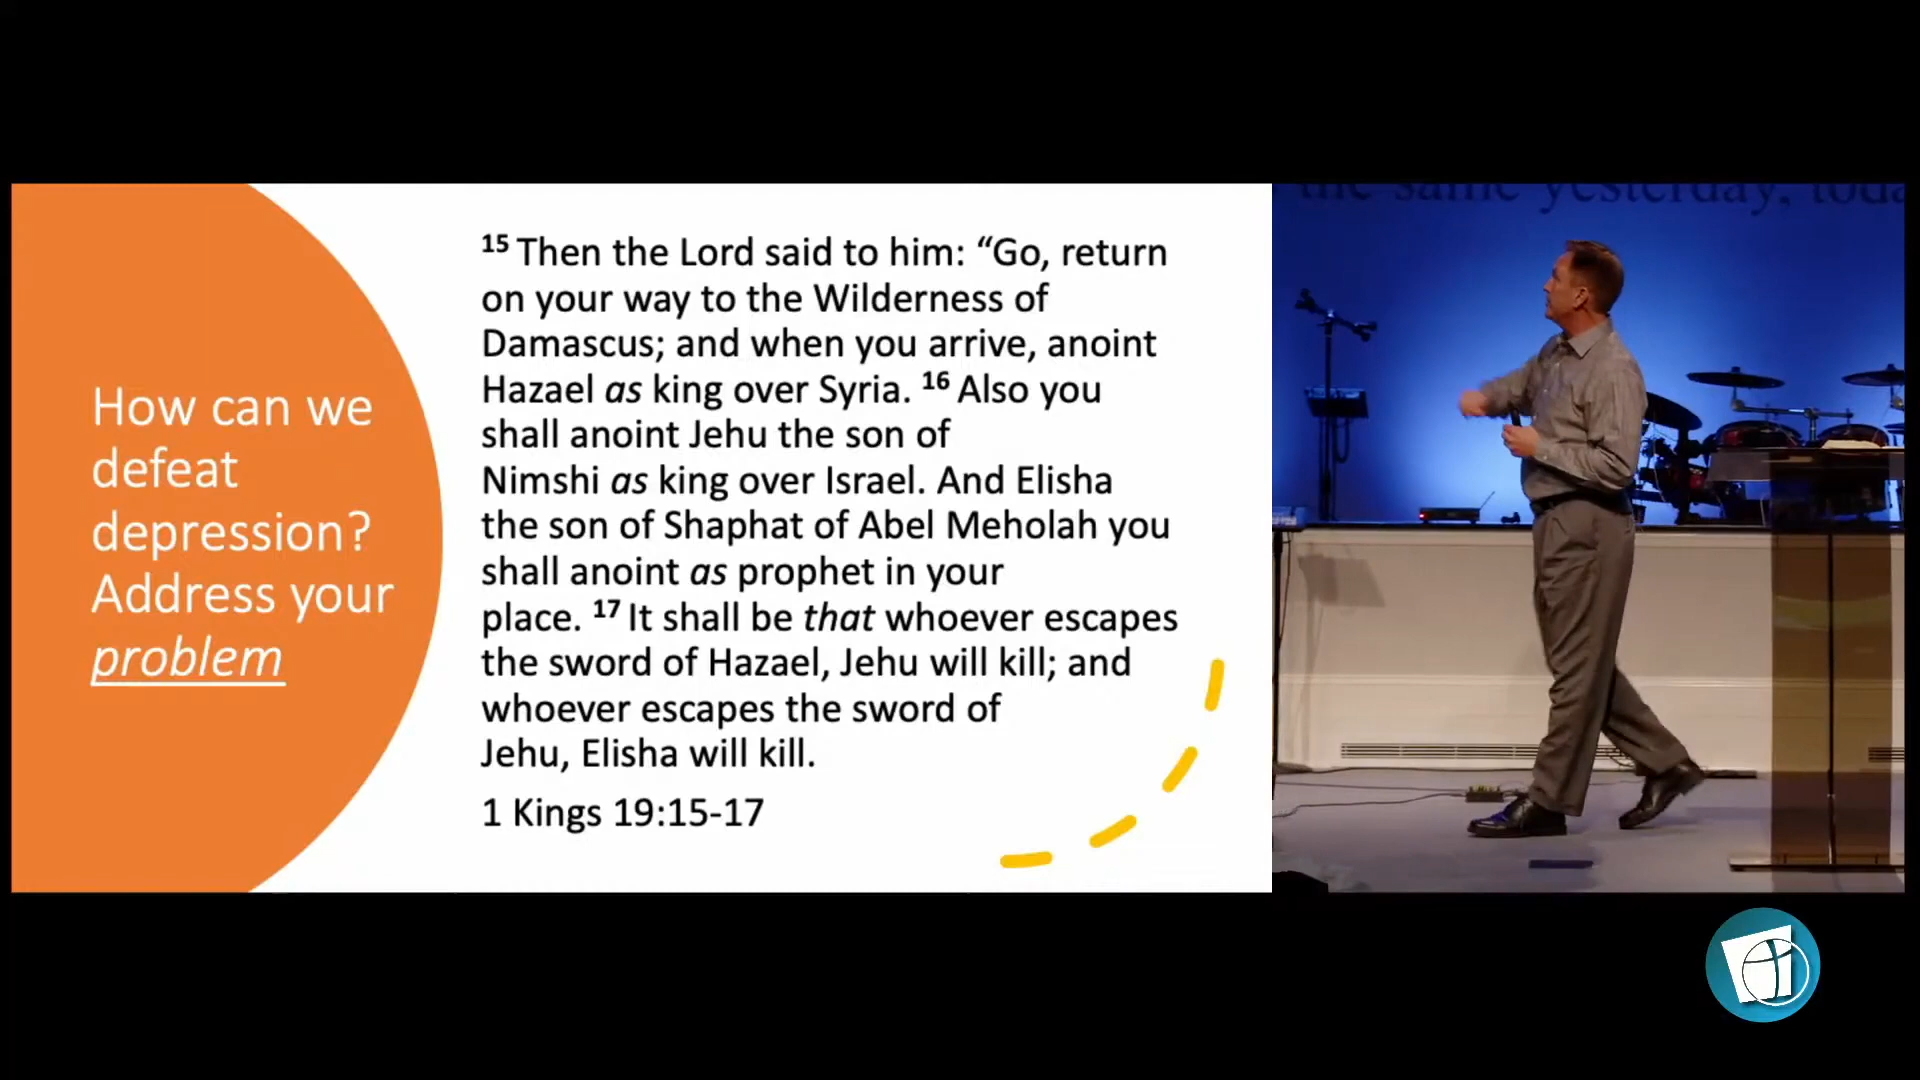 How can we
defeat
depression?
Address your
problem
15 Then the Lord said to him: “Go, return
on your way to the Wilderness of
Damascus; and when you arrive, anoint
Hazael as king over Syria. 16 Also you
shall anoint Jehu the son of
Nimshi as king over Israel. And Elisha
the son of Shaphat of Abel Meholah you
shall anoint as prophet in your
place. 17 It shall be that whoever escapes
the sword of Hazael, Jehu will kill; and
whoever escapes the sword of
Jehu, Elisha will kill.
1 Kings 19:15-17
the same yesterday, toda